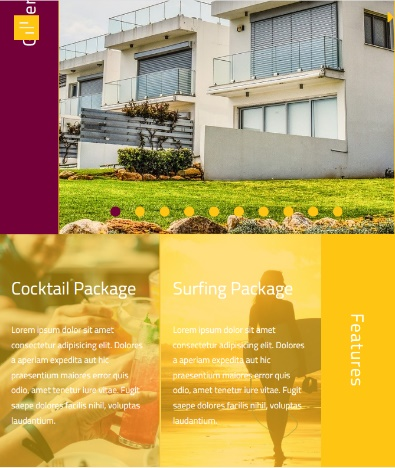 Cocktail Package
Lorem ipsum dolor sit amet
consectetur adipisicing elit. Dolores
a aperiam expedita aut hic
praesentium maiores error quis
odio, amet tenetur iure vitae. Fugit
saepe dolores facilis nihil, voluptas
laudantium.
Surfing Package
Lorem ipsum dolor sit amet
consectetur adipisicing elit. Dolores
a aperiam expedita aut hic
praesentium maiores error quis
odio, amet tenetur iure vitae. Fugit
saepe dolores facilis nihil, voluptas
laudantium.
Features